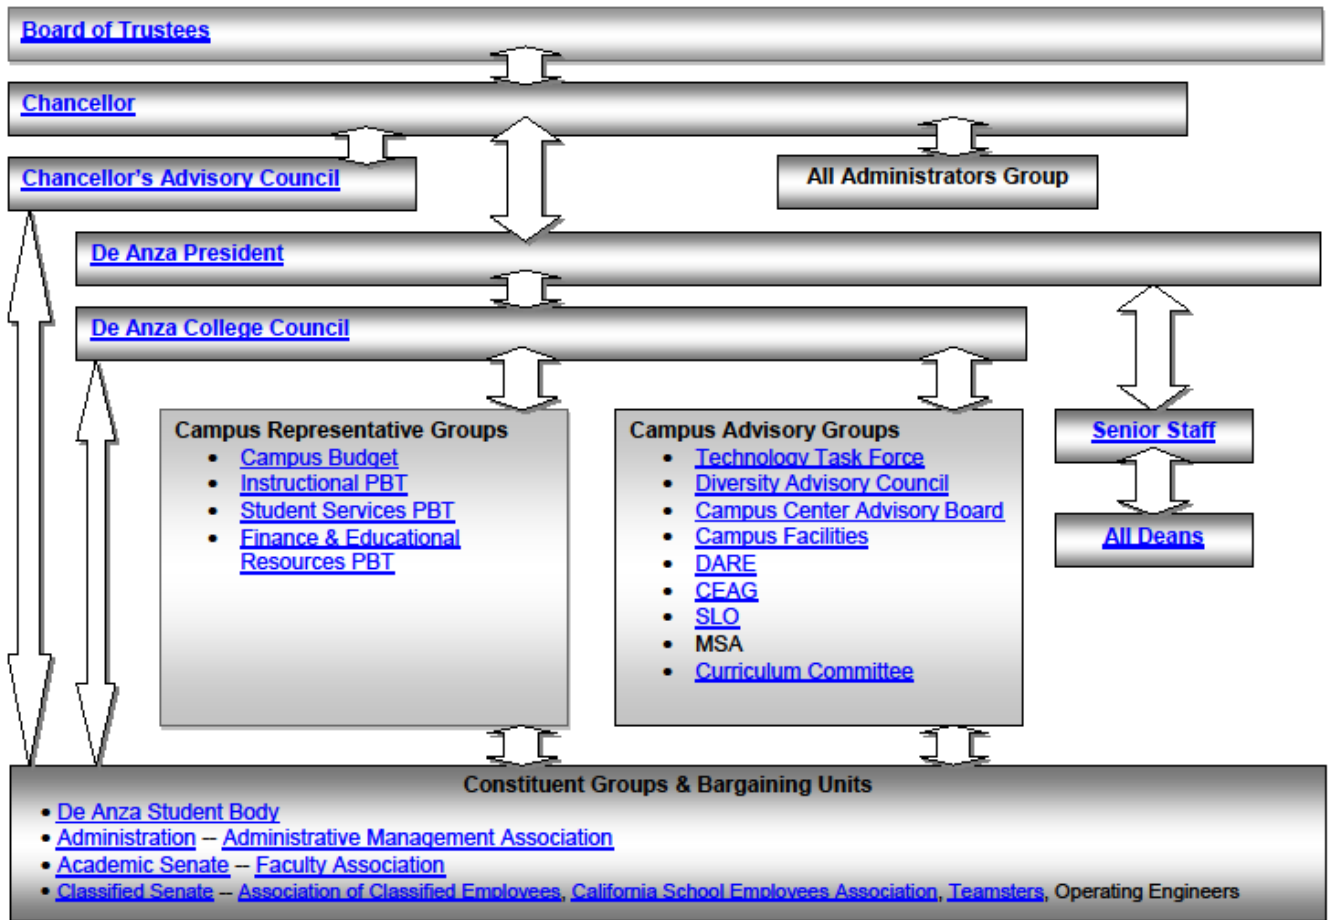 Board of Trustees
Chancellor
Chancellor's Advisory Council
All Administrators Group
De Anza President
De Anza College Council
Campus Representative Groups
• Campus Budget
• Instructional PBT
• Student Services PBT
• Finance & Educational
Resources PBT
Campus Advisory Groups
• Technology Task Force
• Diversity Advisory Council
• Campus Center Advisory Board
• Campus Facilities
• DARE
• CEAG
• SLO
• MSA
• Curriculum Committee
Senior Staff
All Deans
Constituent Groups & Bargaining Units
• De Anza Student Body
• Administration -- Administrative Management Association
• Academic Senate -- Faculty Association
• Classified Senate -- Association of Classified Employees, California School Employees Association, Teamsters, Operating Engineers